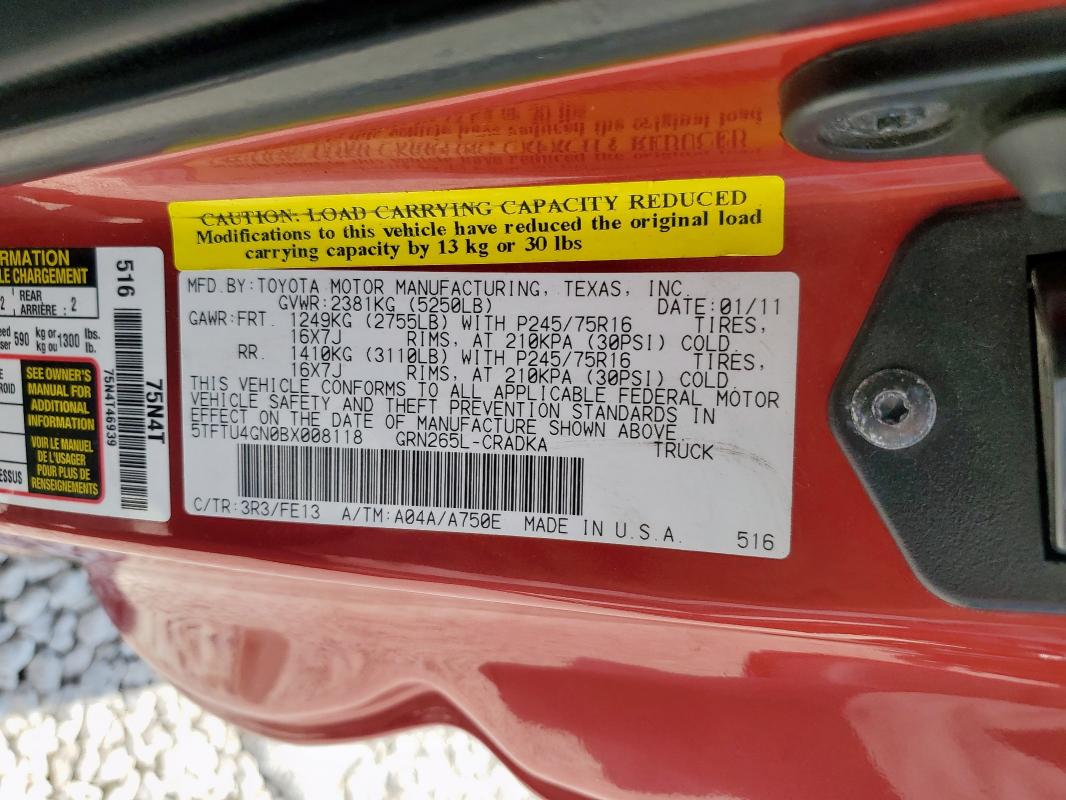 CAUTION: LOAD CARRYING CAPACITY REDUCED
Modifications to this vehicle have reduced the original load
carrying capacity by 13 kg or 30 lbs
MFD.BY:TOYOTA MOTOR MANUFACTURING, TEXAS, INC.
GVWR:2381KG (5250LB) DATE:01/11
GAWR:FRT. 1249KG (2755LB) WITH P245/75R16 TIRES,
16X7J RIMS, AT 210KPA (30PSI) COLD
RR. 1410KG (3110LB) WITH P245/75R16 TIRES,
16X7J RIMS, AT 210KPA (30PSI) COLD
THIS VEHICLE CONFORMS TO ALL APPLICABLE FEDERAL MOTOR
VEHICLE SAFETY AND THEFT PREVENTION STANDARDS IN
EFFECT ON THE DATE OF MANUFACTURE SHOWN ABOVE.
5TFTU4GN0BX008118 GRN265L-CRADKA TRUCK
C/TR:3R3/FE13 A/TM:A04A/A750E MADE IN U.S.A. 516
LE CHARGEMENT
2 REAR
ARRIÈRE : 2
590 kg or 1300 lbs.
kg ou lb.
SEE OWNER'S
MANUAL FOR
ADDITIONAL
INFORMATION
VOIR LE MANUEL
DE L'USAGER
POUR PLUS DE
RENSEIGNEMENTS
516
75N4T
75N41746939